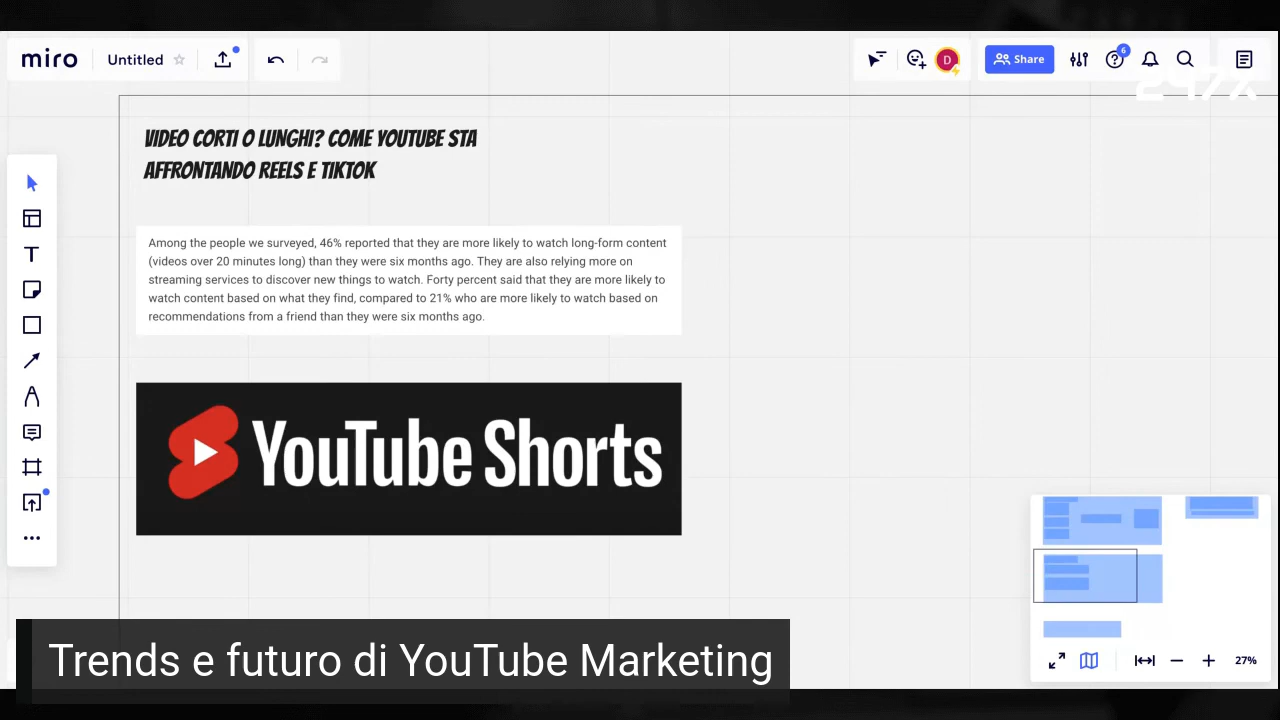 miro
Untitled
6
D
Share
247X
VIDEO CORTI O LUNGHI? COME YOUTUBE STA
AFFRONTANDO REELS E TIKTOK
Among the people we surveyed, 46% reported that they are more likely to watch long-form content
(videos over 20 minutes long) than they were six months ago. They are also relying more on
streaming services to discover new things to watch. Forty percent said that they are more likely to
watch content based on what they find, compared to 21% who are more likely to watch based on
recommendations from a friend than they were six months ago.
YouTube Shorts
27%
Trends e futuro di YouTube Marketing